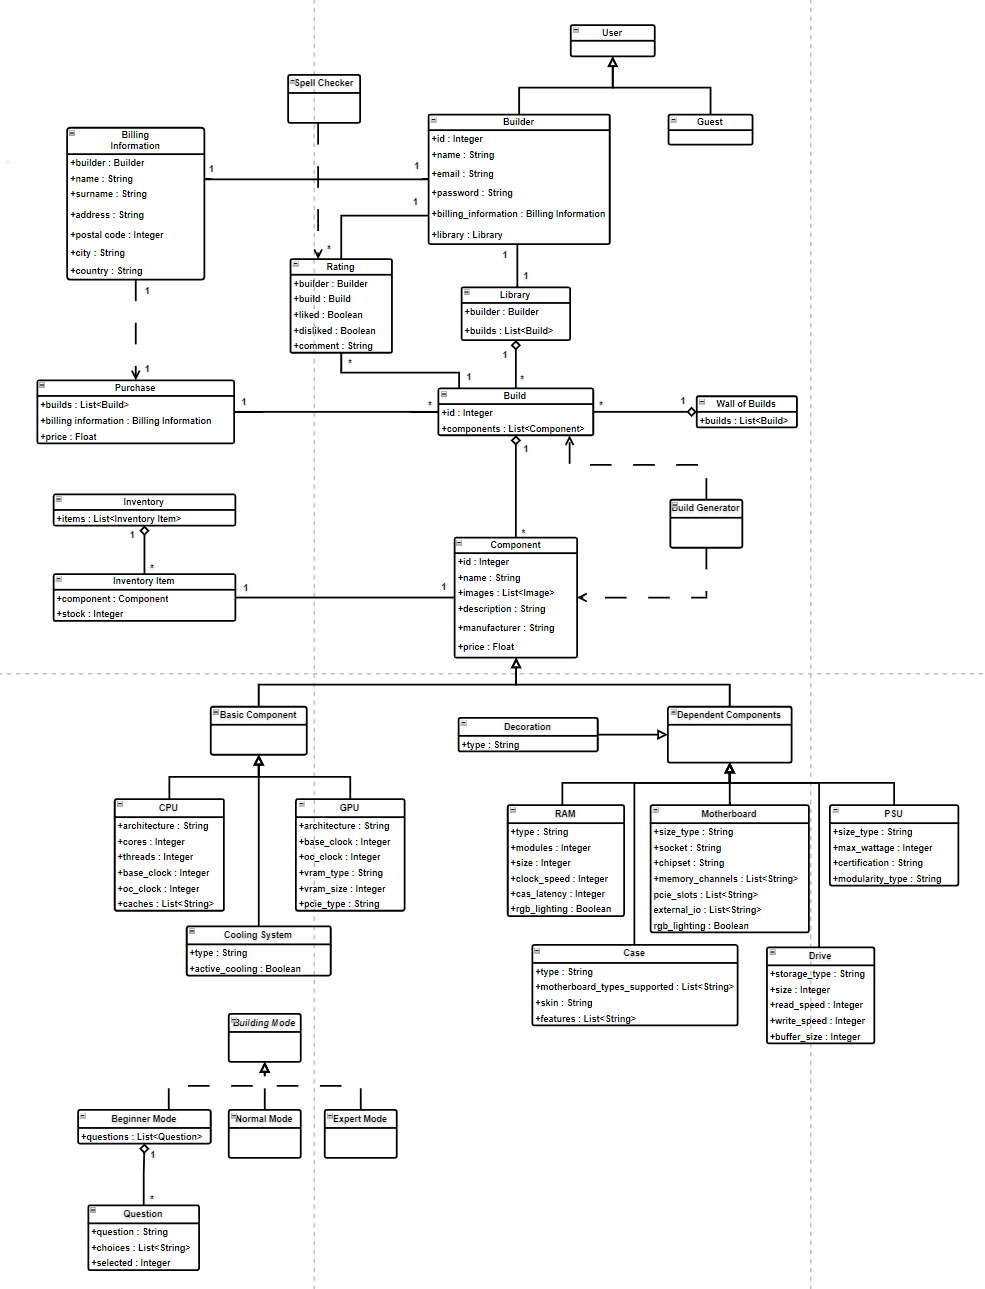 User
Spell Checker
Builder
+id : Integer
+name : String
+email : String
+password : String
+billing_information : Billing Information
+library : Library
Guest
Billing
Information
+builder : Builder
+name : String
+surname : String
+address : String
+postal code : Integer
+city : String
+country : String
1
1
1
*
1
1
1
1
Rating
+builder : Builder
+build : Build
+liked : Boolean
+disliked : Boolean
+comment : String
*
1
Library
+builder : Builder
+builds : List<Build>
1
*
Purchase
+builds : List<Build>
+billing information : Billing Information
+price : Float
1
*
Build
+id : Integer
+components : List<Component>
*
1
Wall of Builds
+builds : List<Build>
1
*
Inventory
+items : List<Inventory Item>
1
*
Build Generator
Inventory Item
+component : Component
+stock : Integer
1
1
Component
+id : Integer
+name : String
+images : List<Image>
+description : String
+manufacturer : String
+price : Float
Basic Component
Decoration
+type : String
Dependent Components
CPU
+architecture : String
+cores : Integer
+threads : Integer
+base_clock : Integer
+oc_clock : Integer
+caches : List<String>
GPU
+architecture : String
+base_clock : Integer
+oc_clock : Integer
+vram_type : String
+vram_size : Integer
+pcie_type : String
RAM
+type : String
+modules : Integer
+size : Integer
+clock_speed : Integer
+cas_latency : Integer
+rgb_lighting : Boolean
Motherboard
+size_type : String
+socket : String
+chipset : String
+memory_channels : List<String>
pcie_slots : List<String>
external_io : List<String>
rgb_lighting : Boolean
PSU
+size_type : String
+max_wattage : Integer
+certification : String
+modularity_type : String
Cooling System
+type : String
+active_cooling : Boolean
Case
+type : String
+motherboard_types_supported : List<String>
+skin : String
+features : List<String>
Drive
+storage_type : String
+size : Integer
+read_speed : Integer
+write_speed : Integer
+buffer_size : Integer
Building Mode
Beginner Mode
+questions : List<Question>
Normal Mode
Expert Mode
1
*
Question
+question : String
+choices : List<String>
+selected : Integer